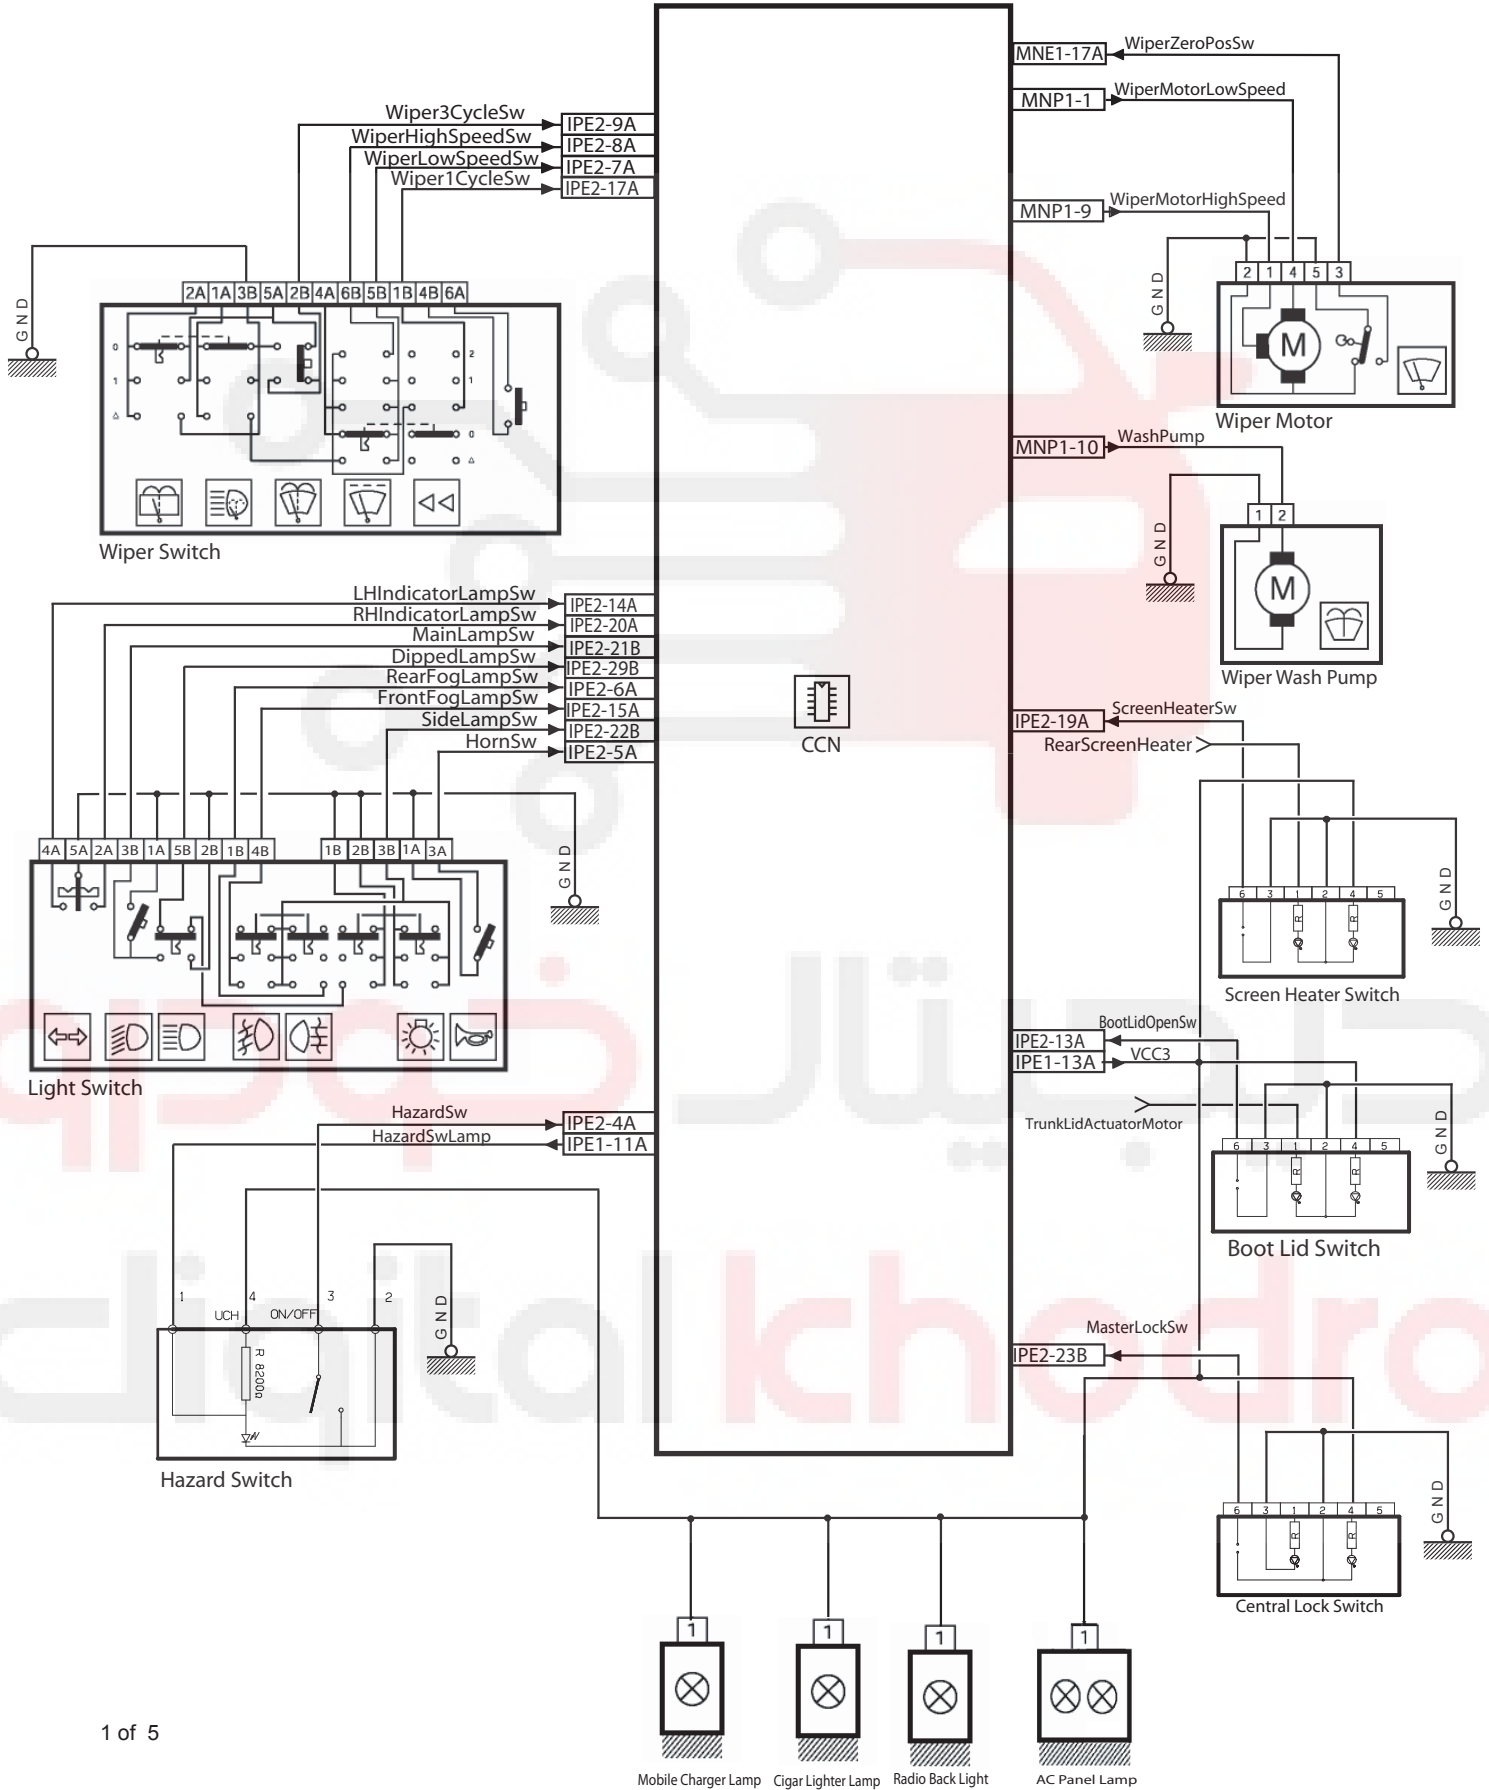 WiperZeroPosSw
MNE1-17A
WiperMotorLowSpeed
MNP1-1
WiperMotorHighSpeed
MNP1-9
2 1 4 5 3
GND
M
Wiper Motor
Wiper3CycleSw
IPE2-9A
WiperHighSpeedSw
IPE2-8A
WiperLowSpeedSw
IPE2-7A
Wiper1CycleSw
IPE2-17A
GND
2A 1A 3B 5A 2B 4A 6B 5B 1B 4B 6A
0
1
2
1
0
Wiper Switch
MNP1-10
WashPump
1 2
GND
M
Wiper Wash Pump
LHIndicatorLampSw
IPE2-14A
RHIndicatorLampSw
IPE2-20A
MainLampSw
IPE2-21B
DippedLampSw
IPE2-29B
RearFogLampSw
IPE2-6A
FrontFogLampSw
IPE2-15A
SideLampSw
IPE2-22B
HornSw
IPE2-5A
CCN
4A 5A 2A 3B 1A 5B 2B 1B 4B
1B 2B 3B 1A 3A
GND
Light Switch
IPE2-19A
ScreenHeaterSw
RearScreenHeater
6 3 1 2 4 5
R R
GND
Screen Heater Switch
BootLidOpenSw
IPE2-13A
IPE1-13A
VCC3
TrunkLidActuatorMotor
6 3 1 2 4 5
R R
GND
Boot Lid Switch
HazardSw
IPE2-4A
HazardSwLamp
IPE1-11A
1 4 3 2
UCH ON/OFF
R 8200Ω
GND
Hazard Switch
MasterLockSw
IPE2-23B
6 3 1 2 4 5
R R
GND
Central Lock Switch
1 1 1 1
Mobile Charger Lamp
Cigar Lighter Lamp
Radio Back Light
AC Panel Lamp
1 of 5
دیجیتال خودرو
digitalkhodro